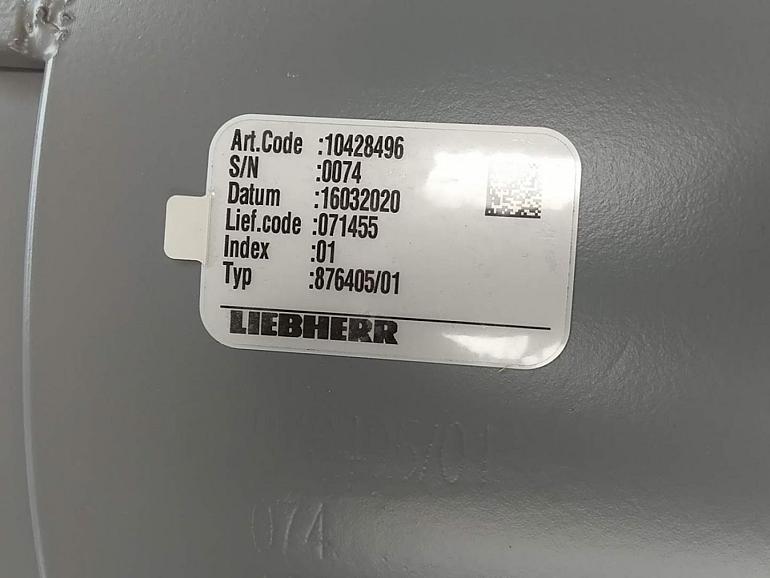 Art.Code :10428496
S/N :0074
Datum :16032020
Lief.code :071455
Index :01
Typ :876405/01
LIEBHERR
074